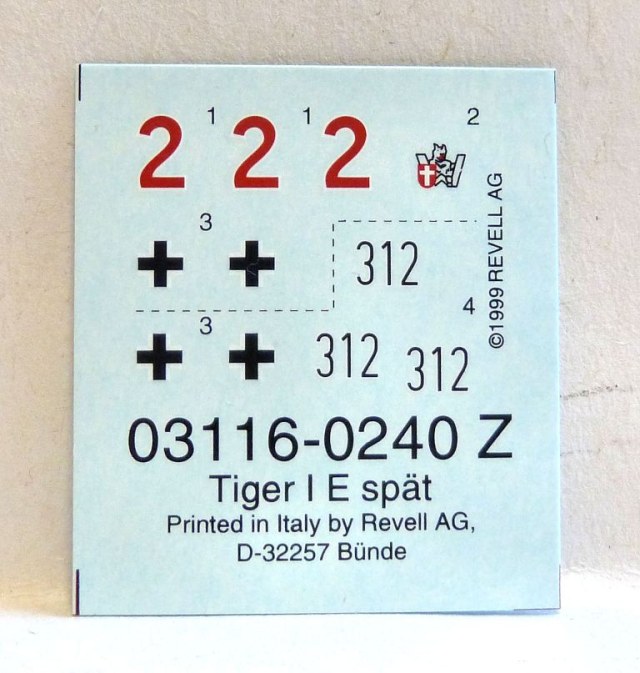 2 1 2 1 2 2
3
312
3 4
312 312
©1999 REVELL AG
03116-0240 Z
Tiger I E spät
Printed in Italy by Revell AG,
D-32257 Bünde